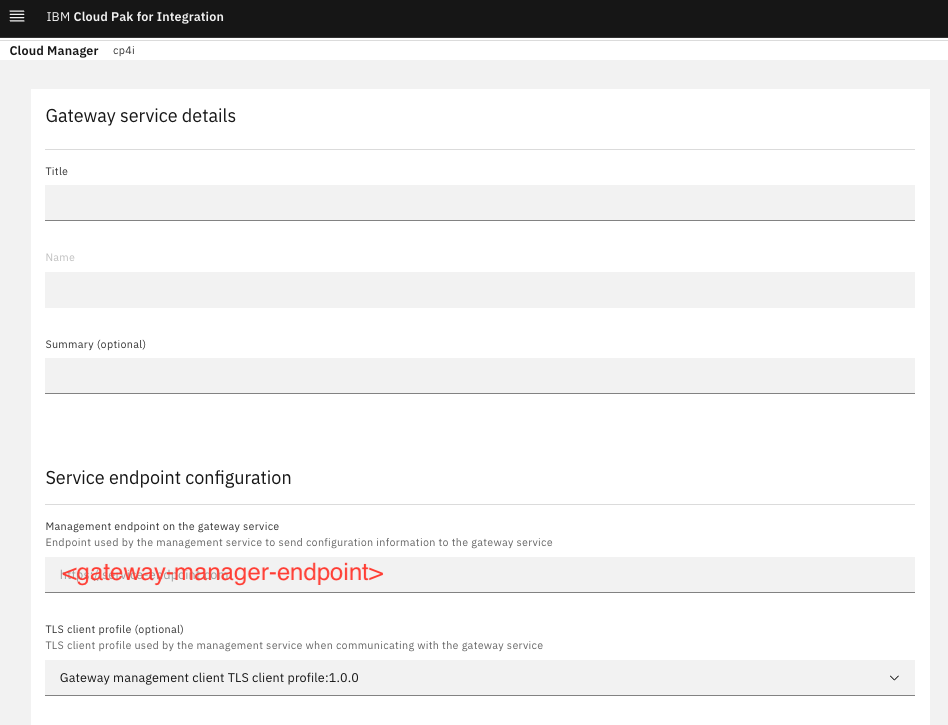 IBM Cloud Pak for Integration
Cloud Manager cp4i
Gateway service details
Title
Name
Summary (optional)
Service endpoint configuration
Management endpoint on the gateway service
Endpoint used by the management service to send configuration information to the gateway service
<gateway-manager-endpoint>
TLS client profile (optional)
TLS client profile used by the management service when communicating with the gateway service
Gateway management client TLS client profile:1.0.0